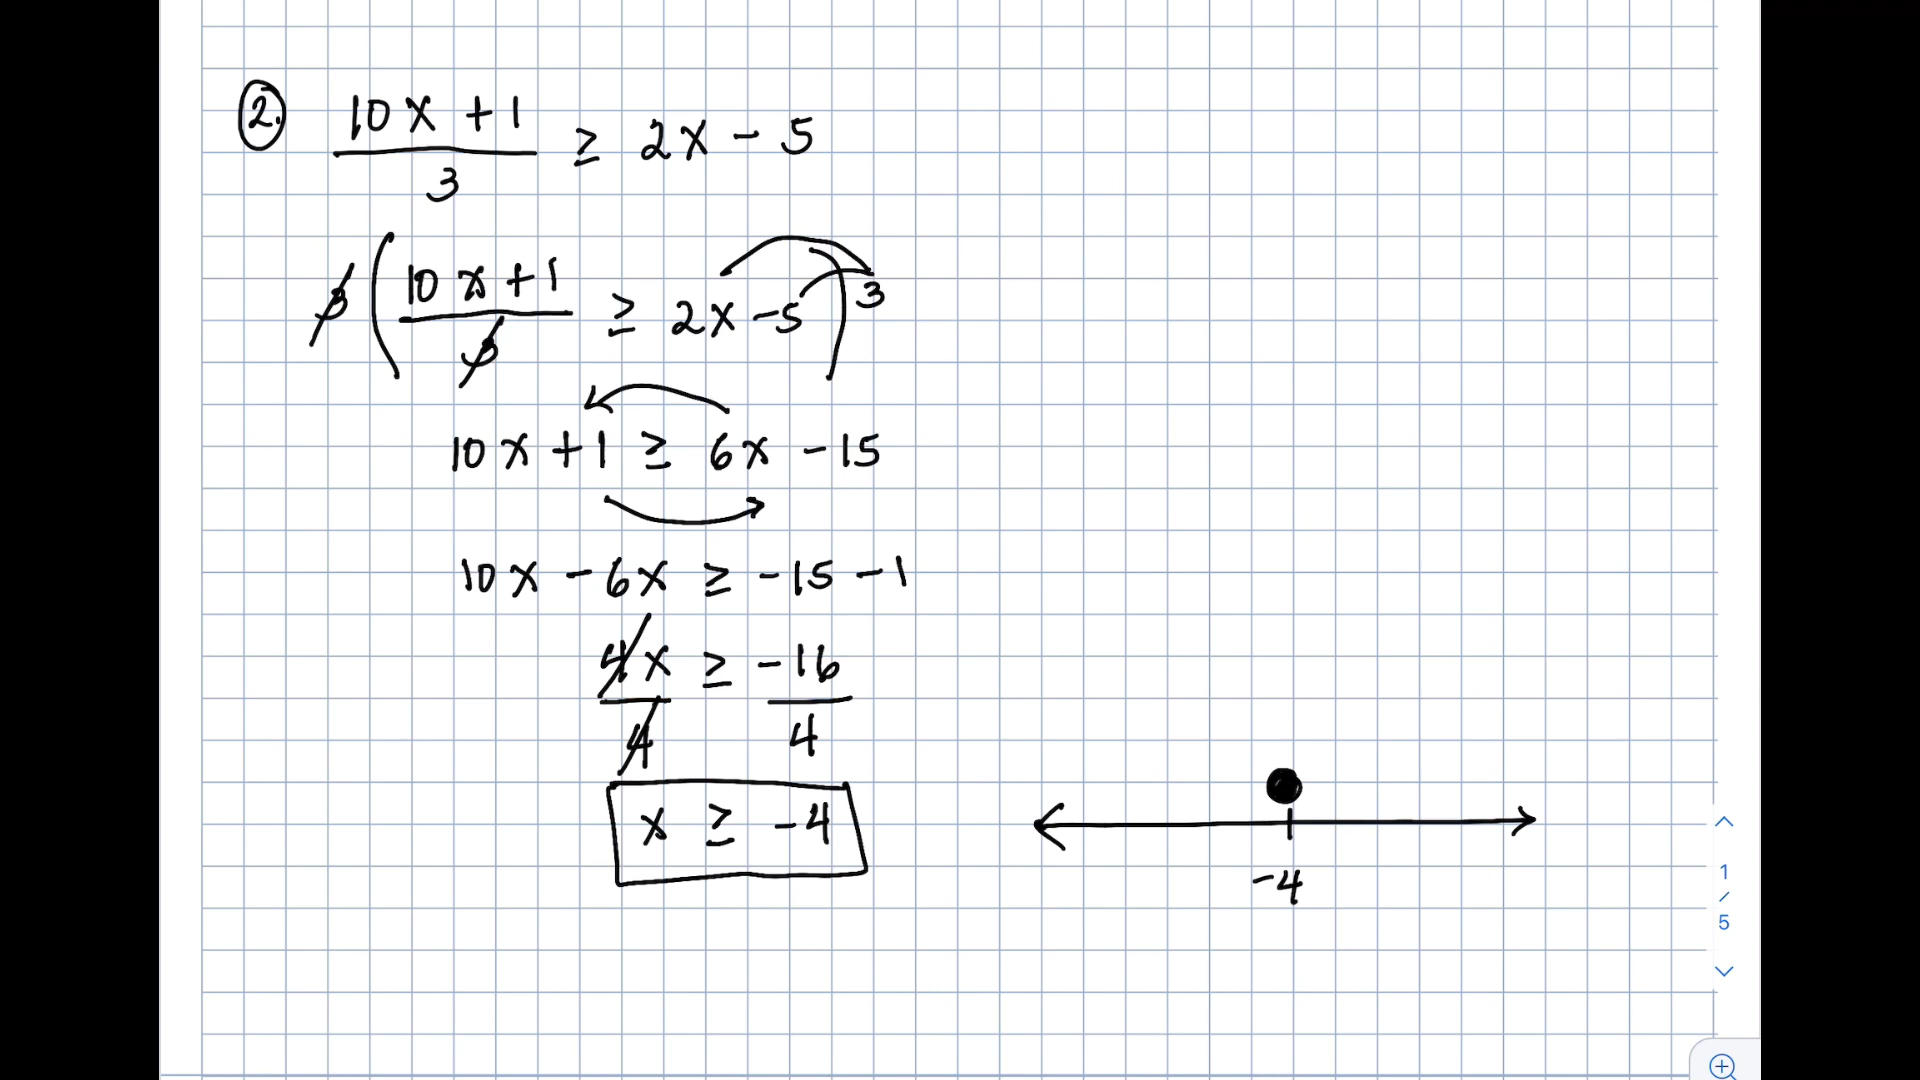 2. 10x + 1
3
≥ 2x - 5
3 ( 10x + 1
3
≥ 2x - 5 ) 3
10x + 1 ≥ 6x - 15
10x - 6x ≥ -15 - 1
4x ≥ -16
4 4
x ≥ -4
-4
1
/
5